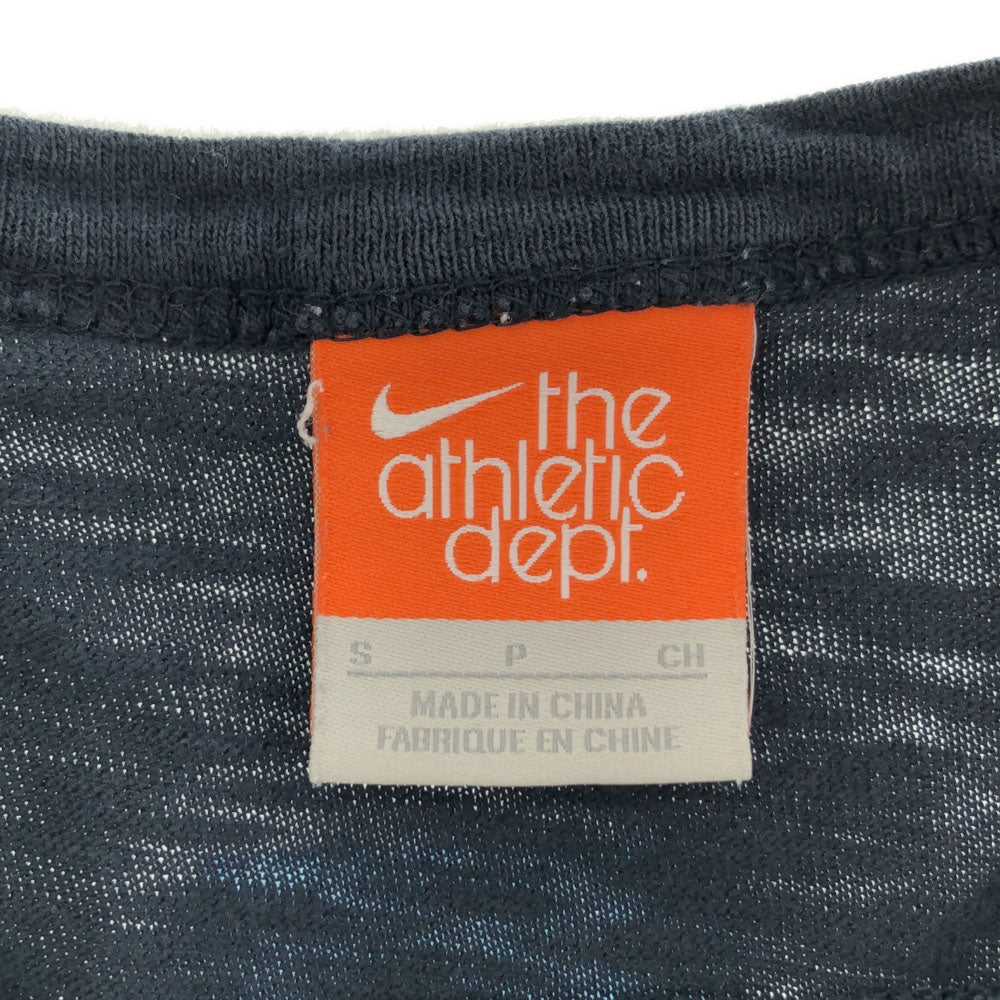 the
athletic
dept.
S P CH
MADE IN CHINA
FABRIQUE EN CHINE